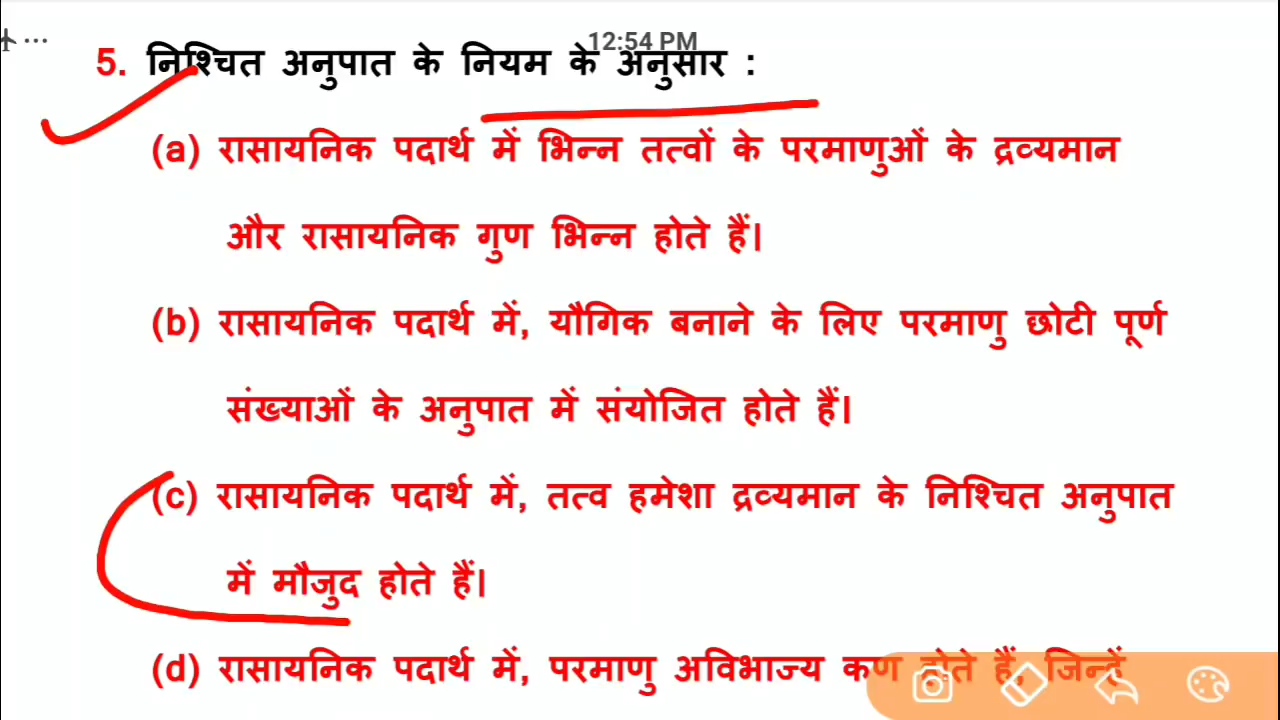 12:54 PM
5. निश्चित अनुपात के नियम के अनुसार :
(a) रासायनिक पदार्थ में भिन्न तत्वों के परमाणुओं के द्रव्यमान
और रासायनिक गुण भिन्न होते हैं।
(b) रासायनिक पदार्थ में, यौगिक बनाने के लिए परमाणु छोटी पूर्ण
संख्याओं के अनुपात में संयोजित होते हैं।
(c) रासायनिक पदार्थ में, तत्व हमेशा द्रव्यमान के निश्चित अनुपात
में मौजुद होते हैं।
(d) रासायनिक पदार्थ में, परमाणु अविभाज्य कण होते हैं, जिन्हें